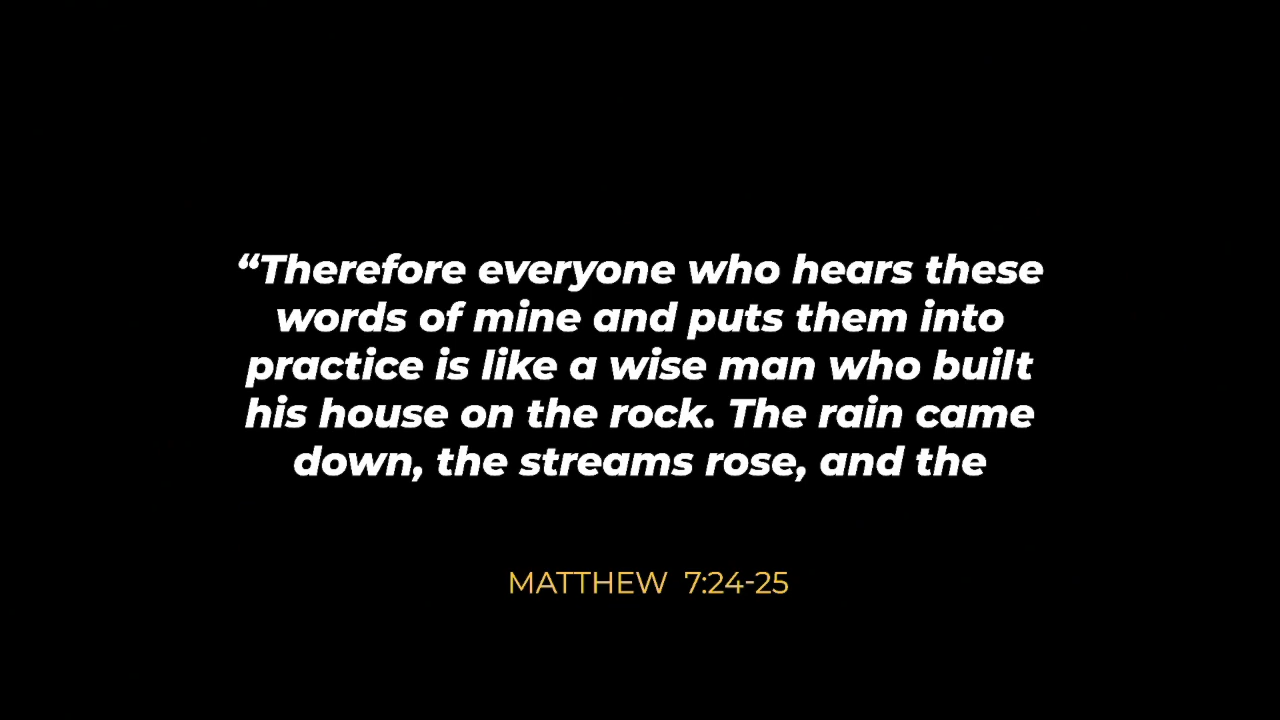 “Therefore everyone who hears these
words of mine and puts them into
practice is like a wise man who built
his house on the rock. The rain came
down, the streams rose, and the
MATTHEW 7:24-25